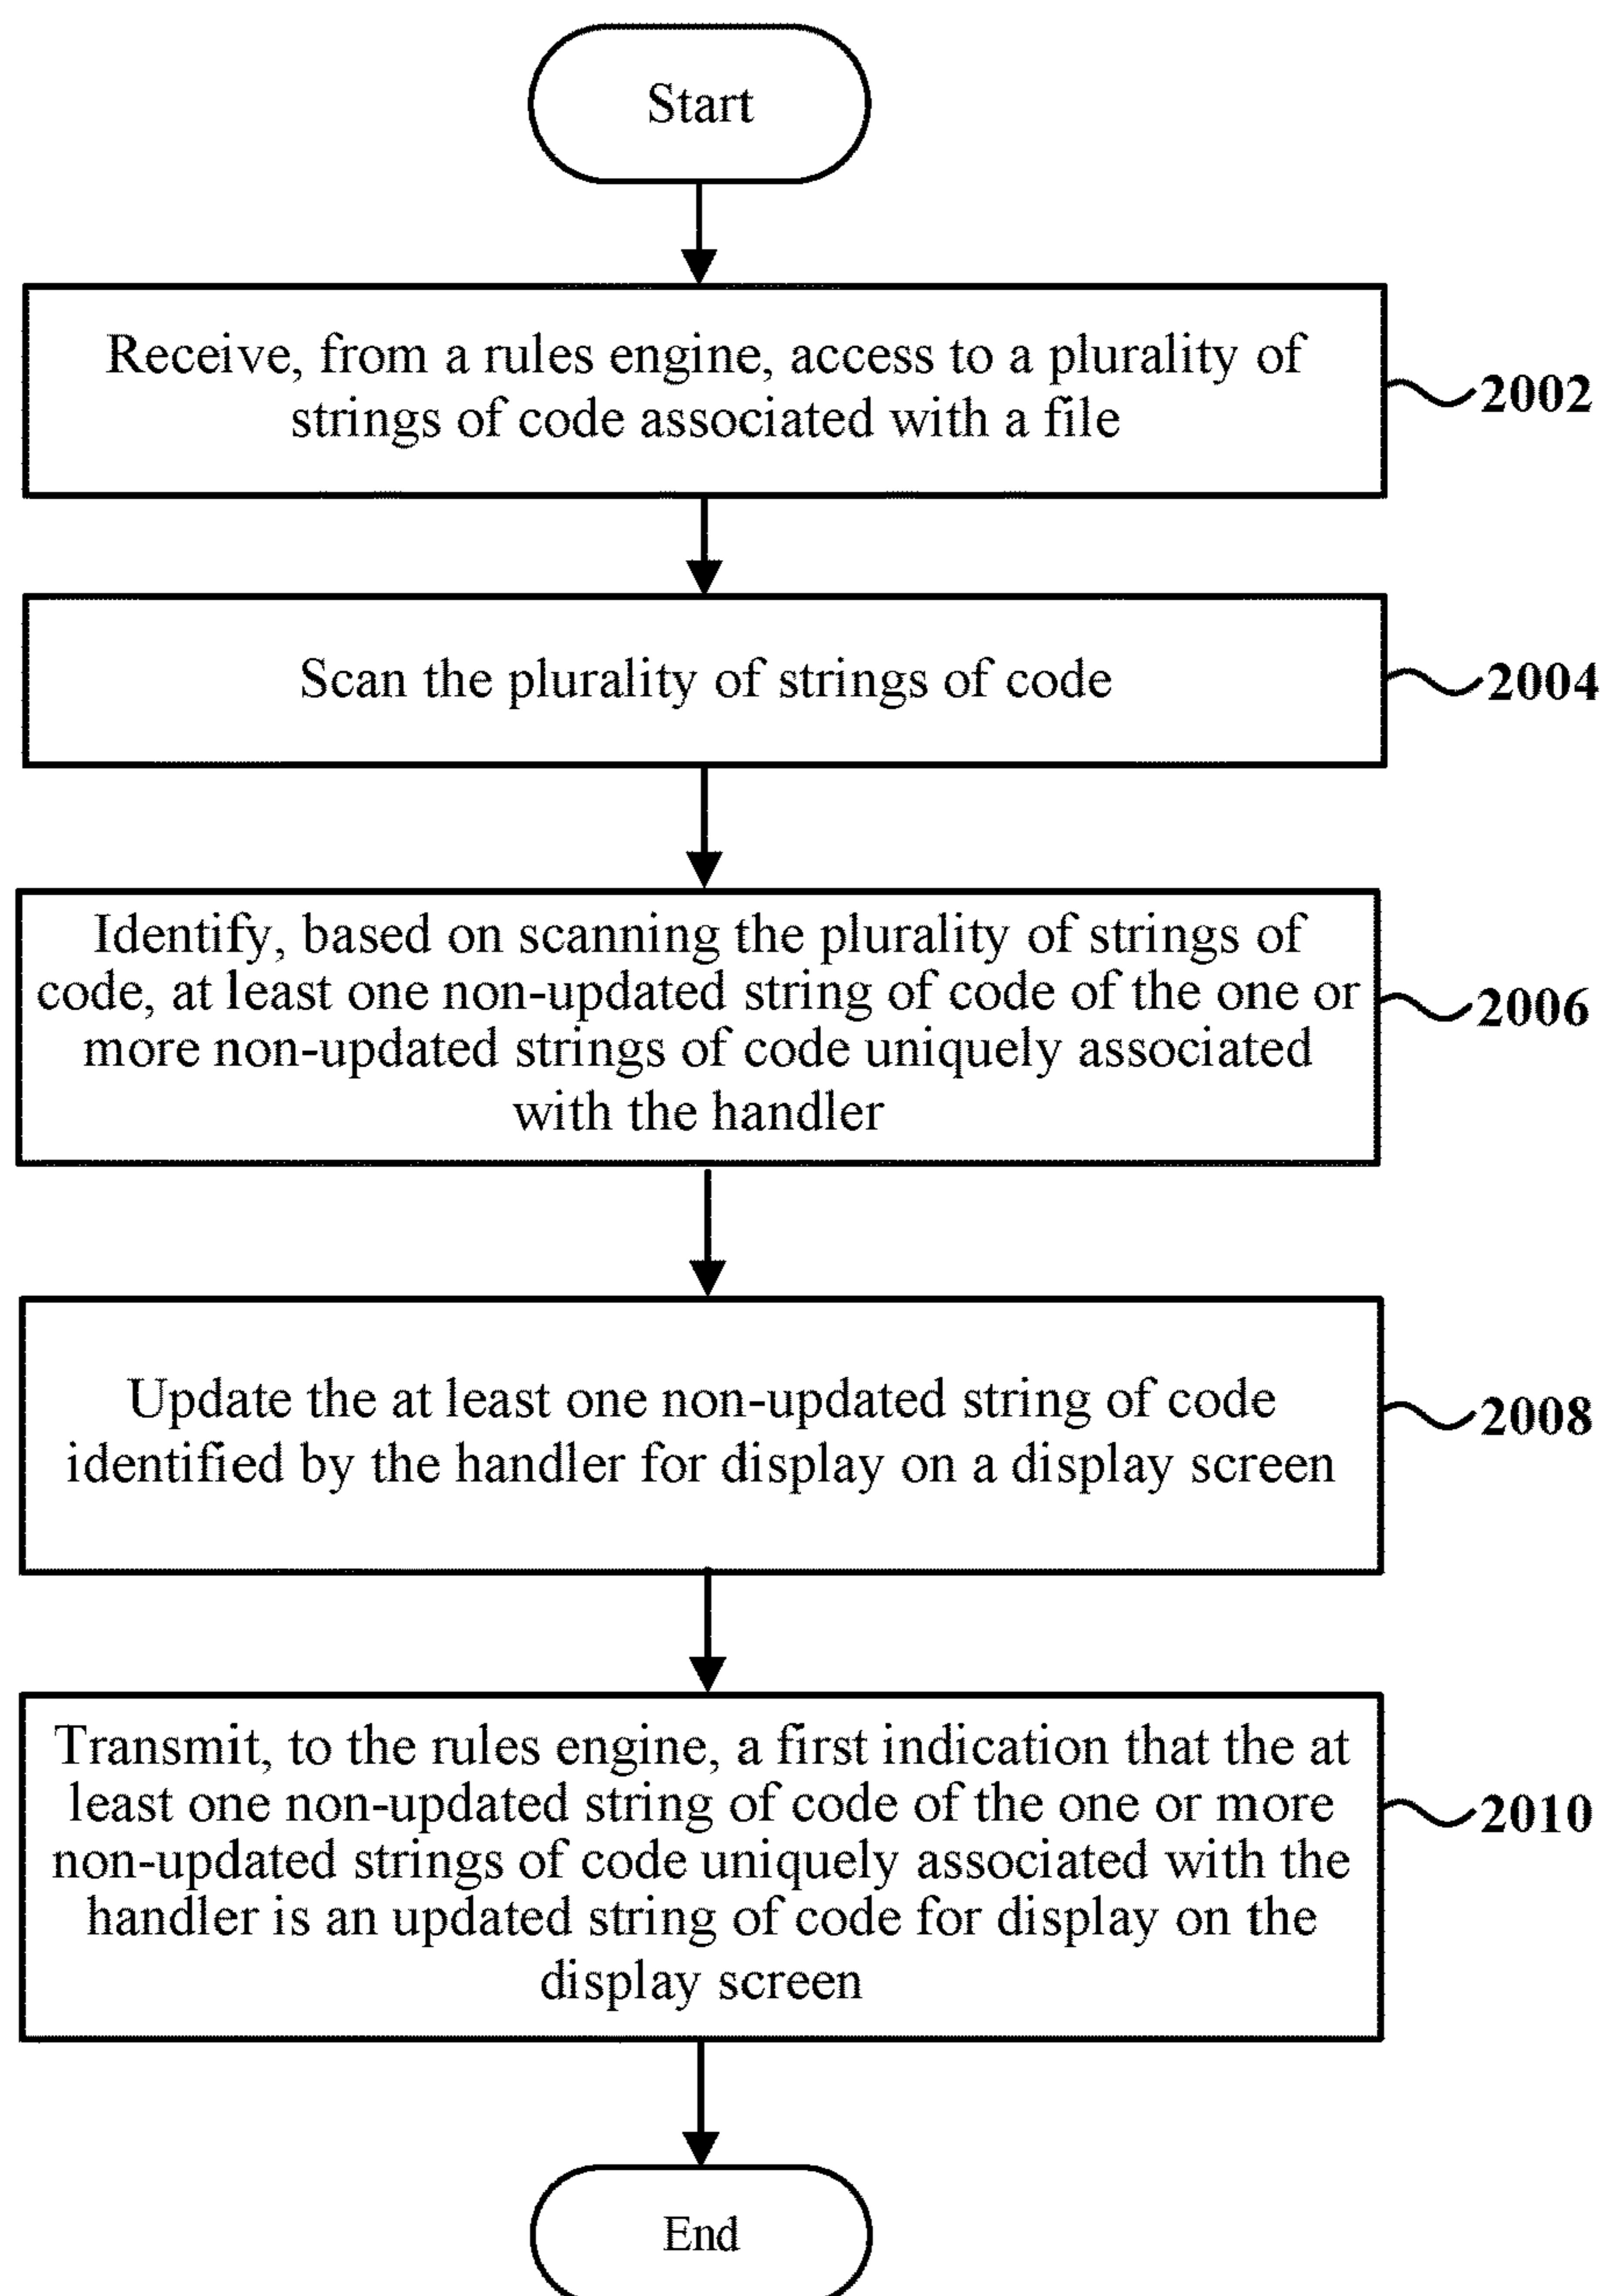 Start
Receive, from a rules engine, access to a plurality of
strings of code associated with a file
2002
Scan the plurality of strings of code
2004
Identify, based on scanning the plurality of strings of
code, at least one non-updated string of code of the one or
more non-updated strings of code uniquely associated
with the handler
2006
Update the at least one non-updated string of code
identified by the handler for display on a display screen
2008
Transmit, to the rules engine, a first indication that the at
least one non-updated string of code of the one or more
non-updated strings of code uniquely associated with the
handler is an updated string of code for display on the
display screen
2010
End